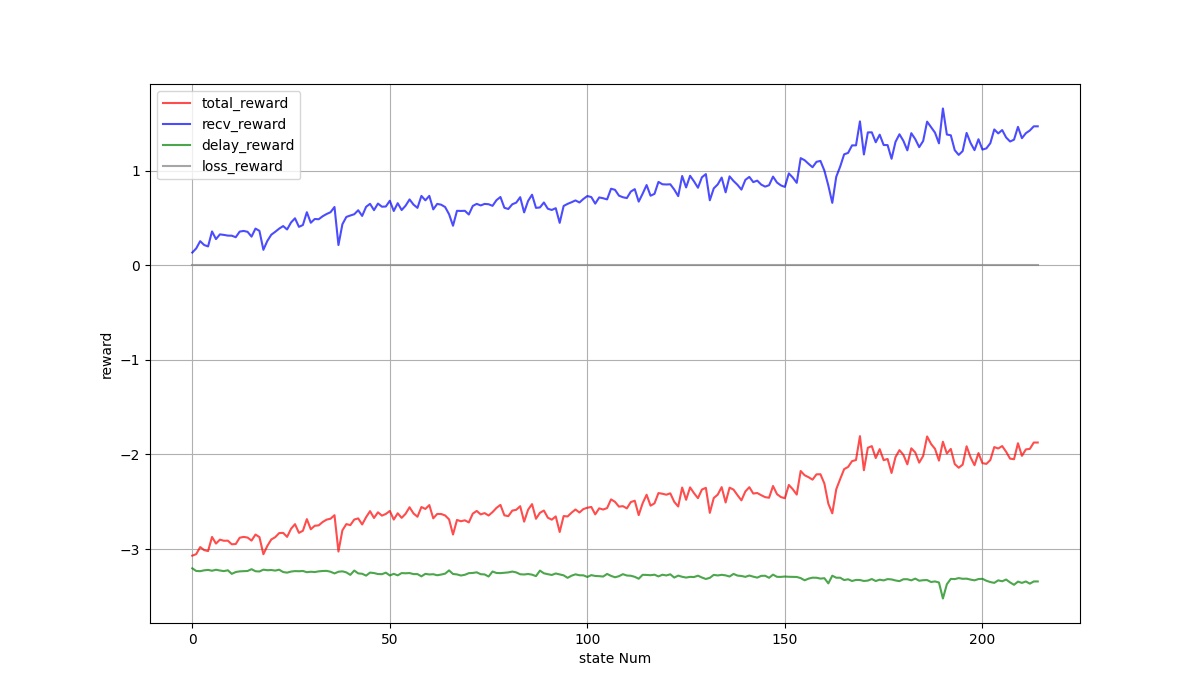 total_reward
recv_reward
delay_reward
loss_reward
1
0
−1
−2
−3
reward
0 50 100 150 200
state Num